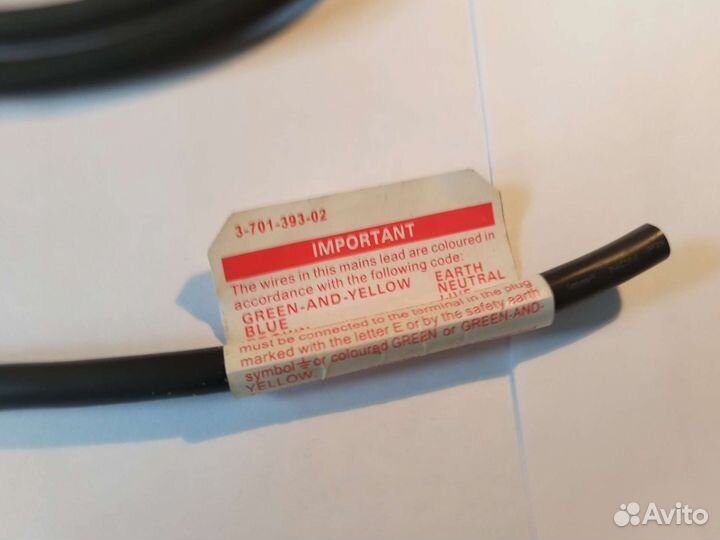 3-701-393-02
IMPORTANT
The wires in this mains lead are coloured in
accordance with the following code:
GREEN-AND-YELLOW EARTH
BLUE NEUTRAL
must be connected to the terminal in the plug
marked with the letter E or by the safety earth
symbol ⏚ or coloured GREEN or GREEN-AND-
YELLOW.
Avito